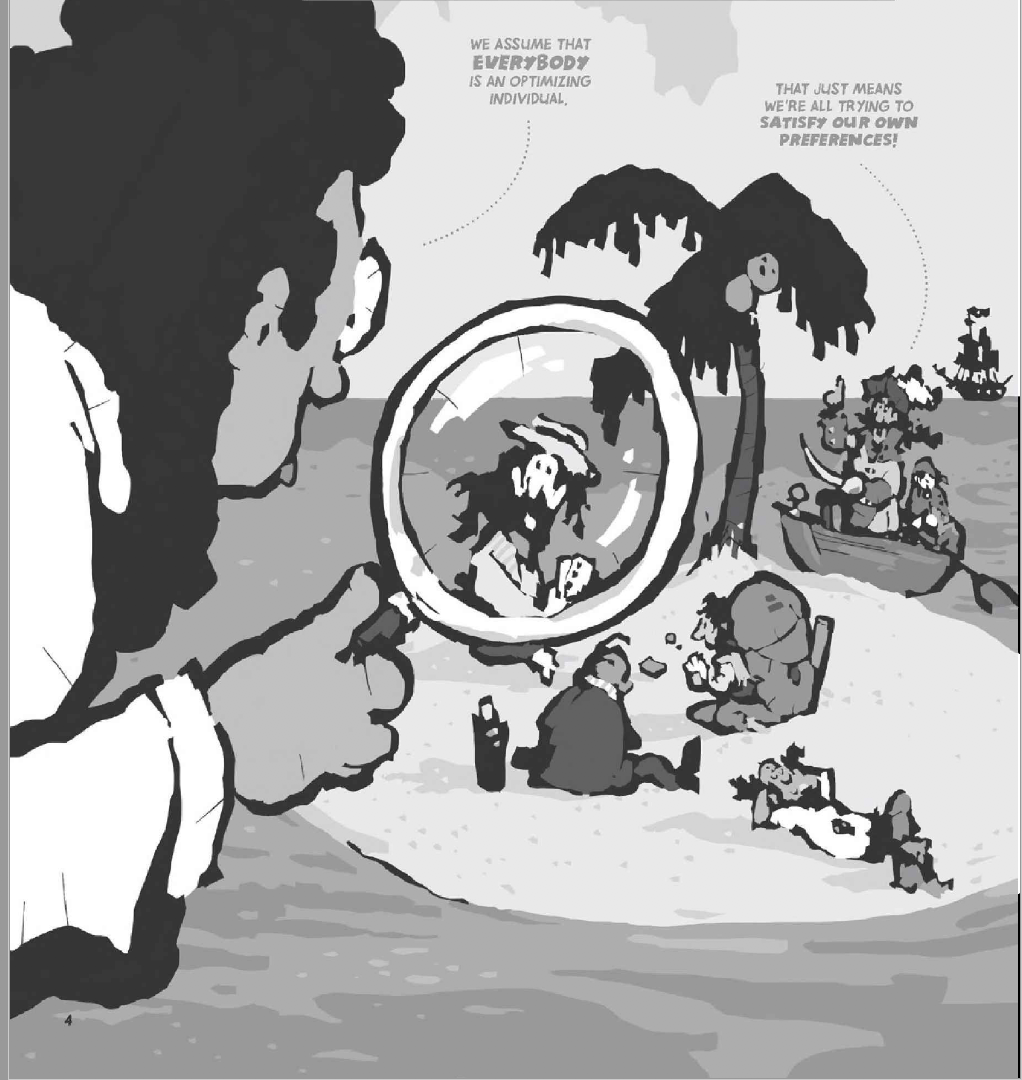 WE ASSUME THAT
EVERYBODY
IS AN OPTIMIZING
INDIVIDUAL.
THAT JUST MEANS
WE'RE ALL TRYING TO
SATISFY OUR OWN
PREFERENCES!
4